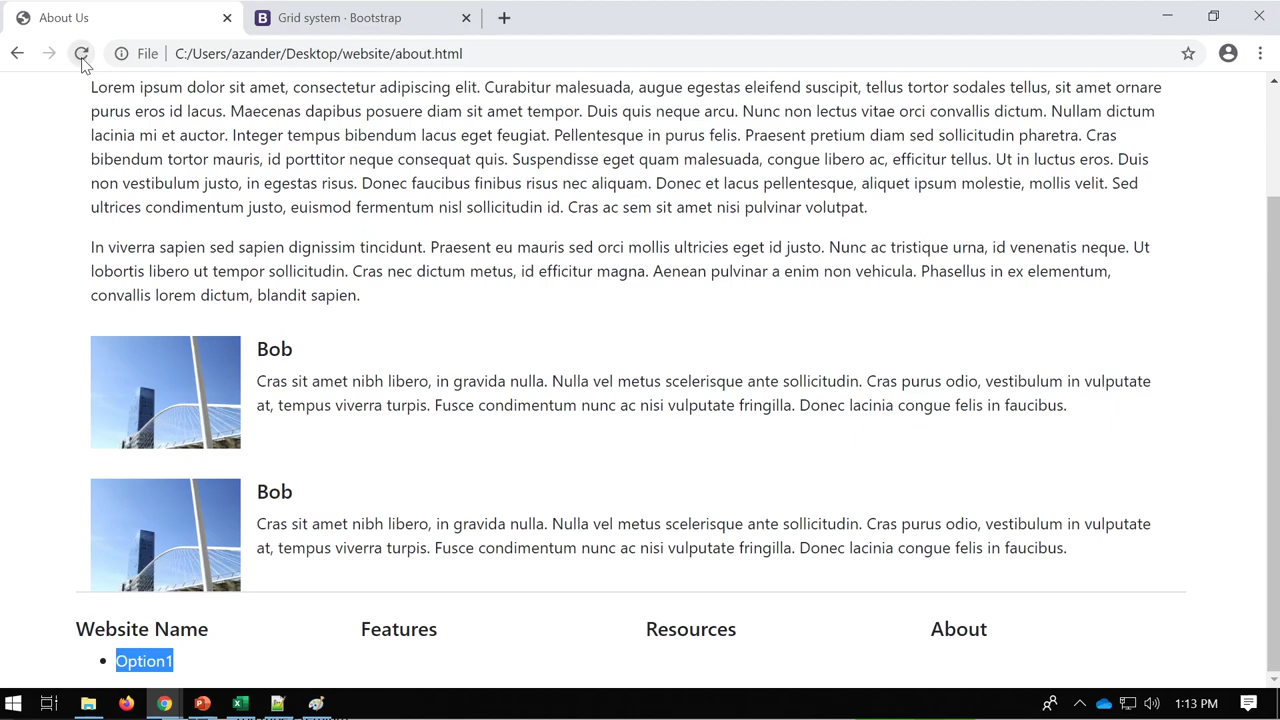 About Us
Grid system · Bootstrap
File
C:/Users/azander/Desktop/website/about.html
Lorem ipsum dolor sit amet, consectetur adipiscing elit. Curabitur malesuada, augue egestas eleifend suscipit, tellus tortor sodales tellus, sit amet ornare
purus eros id lacus. Maecenas dapibus posuere diam sit amet tempor. Duis quis neque arcu. Nunc non lectus vitae orci convallis dictum. Nullam dictum
lacinia mi et auctor. Integer tempus bibendum lacus eget feugiat. Pellentesque in purus felis. Praesent pretium diam sed sollicitudin pharetra. Cras
bibendum tortor mauris, id porttitor neque consequat quis. Suspendisse eget quam malesuada, congue libero ac, efficitur tellus. Ut in luctus eros. Duis
non vestibulum justo, in egestas risus. Donec faucibus finibus risus nec aliquam. Donec et lacus pellentesque, aliquet ipsum molestie, mollis velit. Sed
ultrices condimentum justo, euismod fermentum nisl sollicitudin id. Cras ac sem sit amet nisi pulvinar volutpat.
In viverra sapien sed sapien dignissim tincidunt. Praesent eu mauris sed orci mollis ultricies eget id justo. Nunc ac tristique urna, id venenatis neque. Ut
lobortis libero ut tempor sollicitudin. Cras nec dictum metus, id efficitur magna. Aenean pulvinar a enim non vehicula. Phasellus in ex elementum,
convallis lorem dictum, blandit sapien.
Bob
Cras sit amet nibh libero, in gravida nulla. Nulla vel metus scelerisque ante sollicitudin. Cras purus odio, vestibulum in vulputate
at, tempus viverra turpis. Fusce condimentum nunc ac nisi vulputate fringilla. Donec lacinia congue felis in faucibus.
Bob
Cras sit amet nibh libero, in gravida nulla. Nulla vel metus scelerisque ante sollicitudin. Cras purus odio, vestibulum in vulputate
at, tempus viverra turpis. Fusce condimentum nunc ac nisi vulputate fringilla. Donec lacinia congue felis in faucibus.
Website Name
Features
Resources
About
Option1
1:13 PM